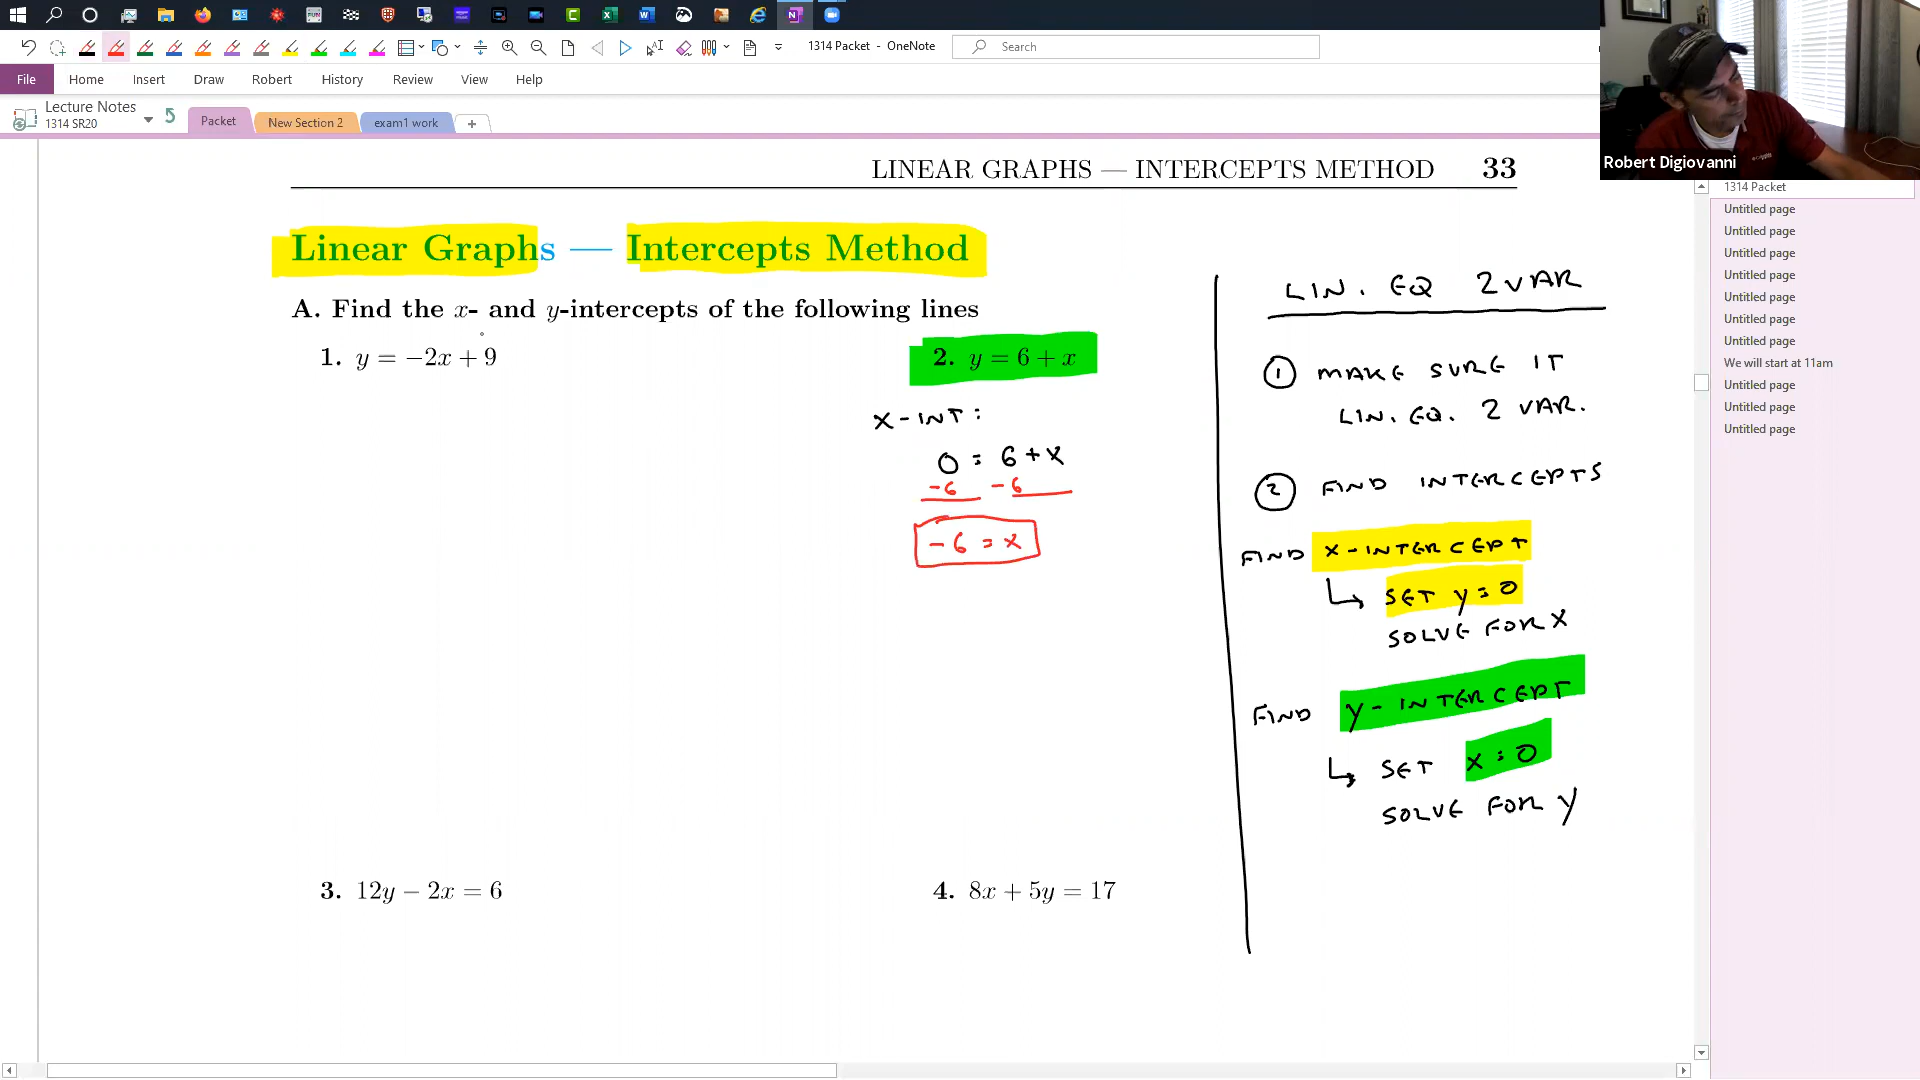 1314 Packet - OneNote
Search
File Home Insert Draw Robert History Review View Help
Lecture Notes
1314 SR20
Packet New Section 2 exam1 work +
Robert Digiovanni
LINEAR GRAPHS — INTERCEPTS METHOD 33
Linear Graphs — Intercepts Method
A. Find the x- and y-intercepts of the following lines
1. y = −2x + 9
2. y = 6 + x
X-INT:
0 = 6 + x
-6 -6
-6 = x
3. 12y − 2x = 6
4. 8x + 5y = 17
LIN. EQ 2 VAR
1 MAKE SURE IT
LIN. EQ. 2 VAR.
2 FIND INTERCEPTS
FIND X-INTERCEPT
↳ SET y = 0
SOLVE FOR X
FIND Y-INTERCEPT
↳ SET X = 0
SOLVE FOR Y
1314 Packet
Untitled page
Untitled page
Untitled page
Untitled page
Untitled page
Untitled page
Untitled page
We will start at 11am
Untitled page
Untitled page
Untitled page